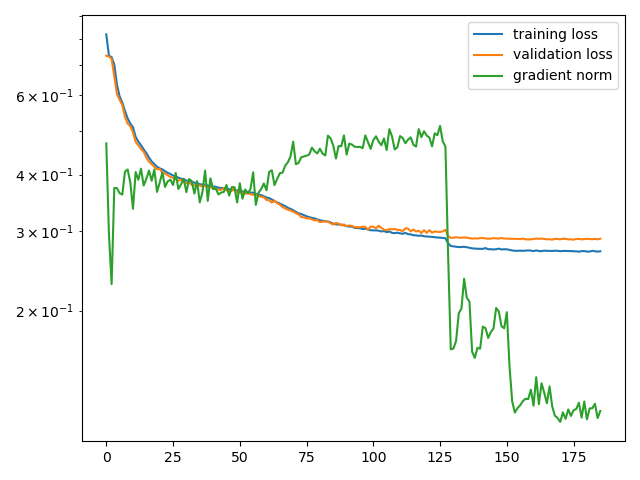 training loss
validation loss
gradient norm
6 × 10⁻¹
4 × 10⁻¹
3 × 10⁻¹
2 × 10⁻¹
0 25 50 75 100 125 150 175